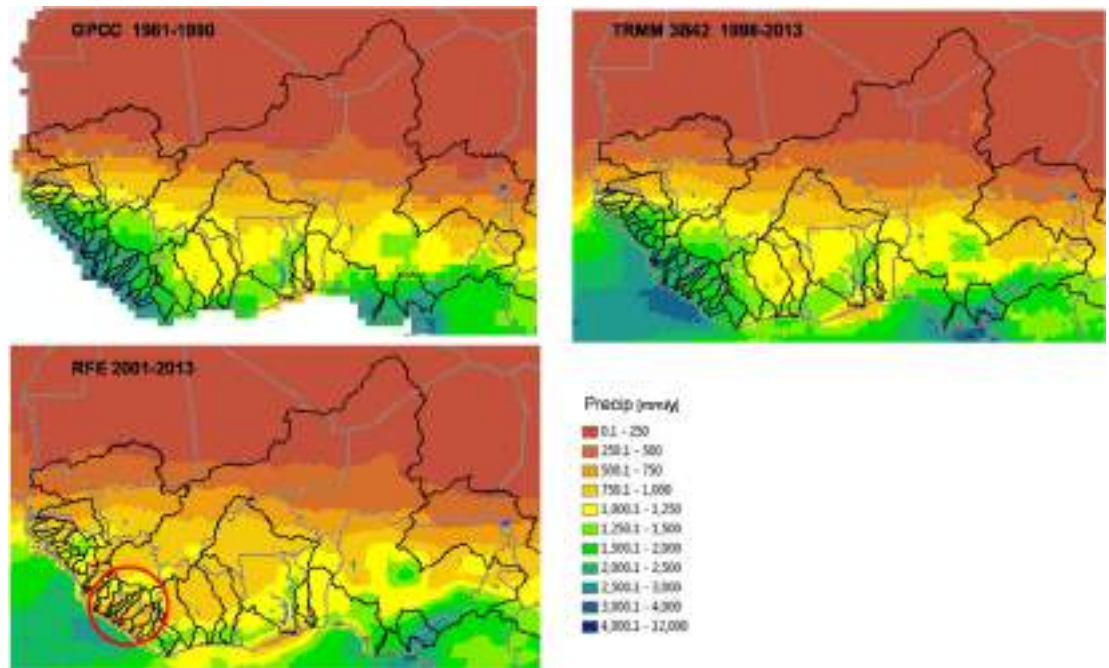 GPCC 1961-1990
TRMM 3B42 1998-2013
RFE 2001-2013
Precip [mm/y]
0.1 - 250
250.1 - 500
500.1 - 750
750.1 - 1,000
1,000.1 - 1,250
1,250.1 - 1,500
1,500.1 - 2,000
2,000.1 - 2,500
2,500.1 - 3,000
3,000.1 - 4,000
4,000.1 - 12,000